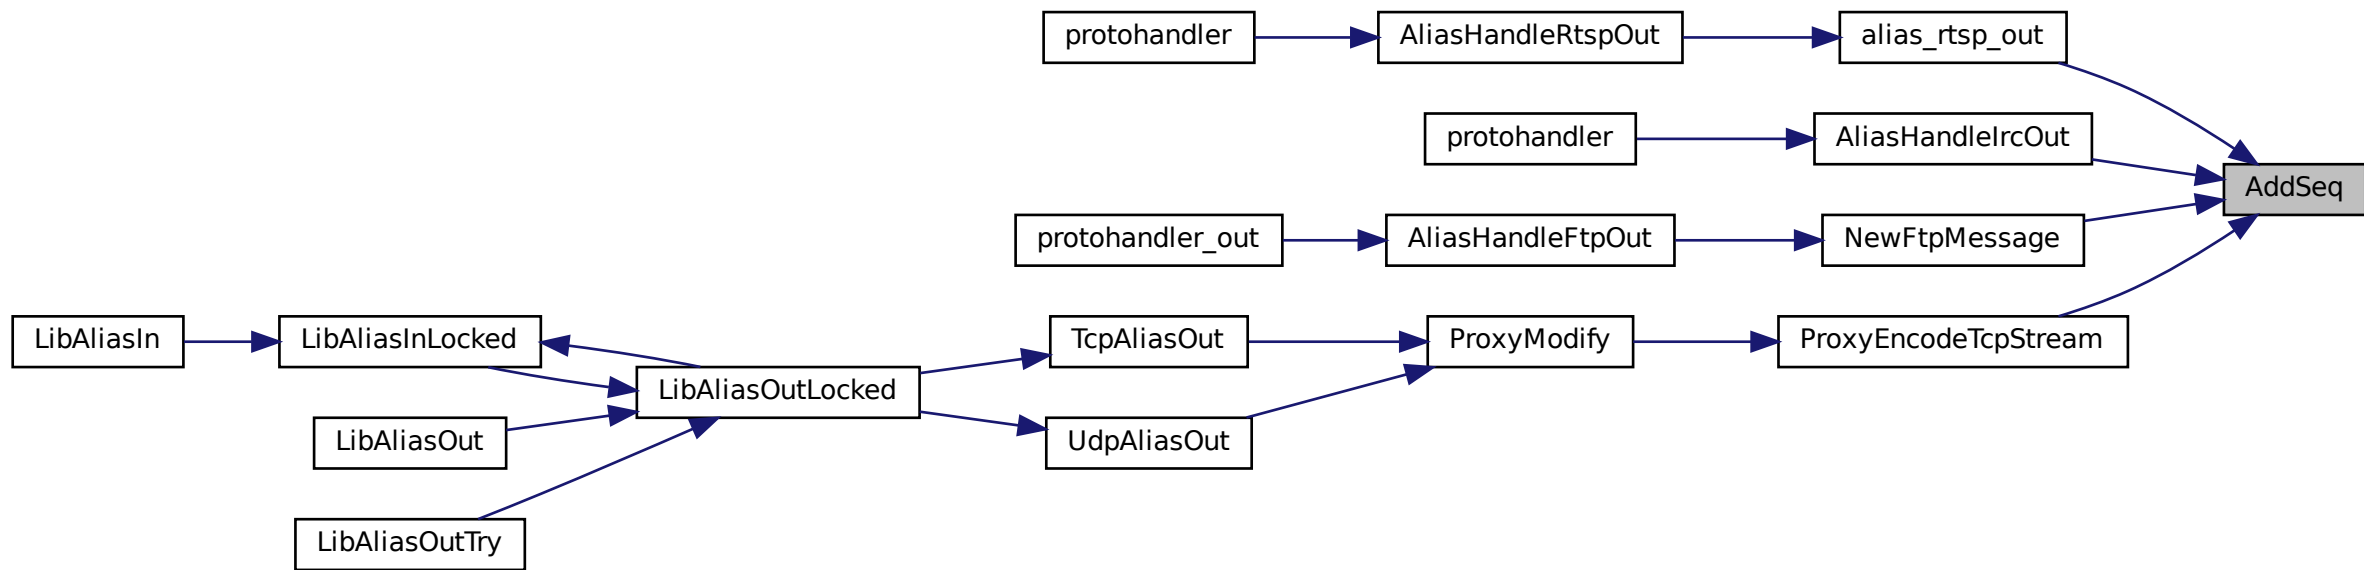 protohandler
AliasHandleRtspOut
alias_rtsp_out
protohandler
AliasHandleIrcOut
AddSeq
protohandler_out
AliasHandleFtpOut
NewFtpMessage
LibAliasIn
LibAliasInLocked
TcpAliasOut
ProxyModify
ProxyEncodeTcpStream
LibAliasOutLocked
LibAliasOut
UdpAliasOut
LibAliasOutTry